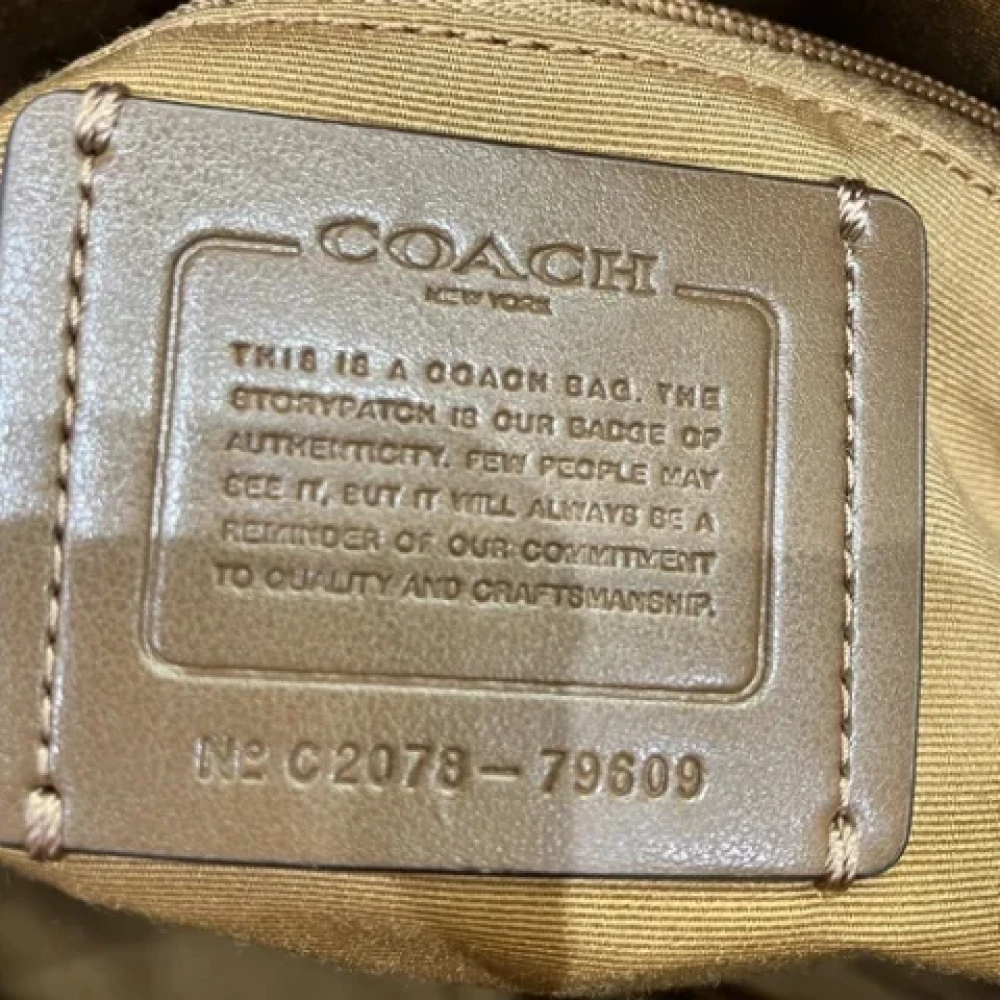 COACH
NEW YORK
THIS IS A COACH BAG. THE
STORYPATCH IS OUR BADGE OF
AUTHENTICITY. FEW PEOPLE MAY
SEE IT, BUT IT WILL ALWAYS BE A
REMINDER OF OUR COMMITMENT
TO QUALITY AND CRAFTSMANSHIP.
Nº C2078-79609